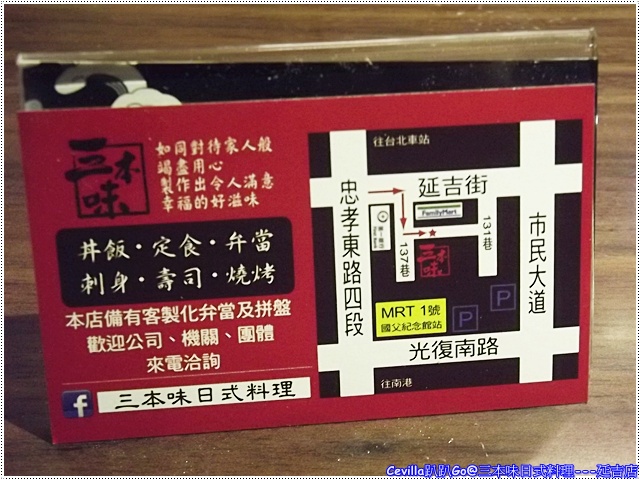 三本味
如同對待家人般
竭盡用心
製作出令人滿意
幸福的好滋味
丼飯・定食・弁當
刺身・壽司・燒烤
本店備有客製化弁當及拼盤
歡迎公司、機關、團體
來電洽詢
f 三本味日式料理
往台北車站
延吉街
忠孝東路四段
FamilyMart
137巷
131巷
三本味
市民大道
MRT 1號
國父紀念館站
P
P
光復南路
往南港
Cevilla趴趴Go@三本味日式料理---延吉店